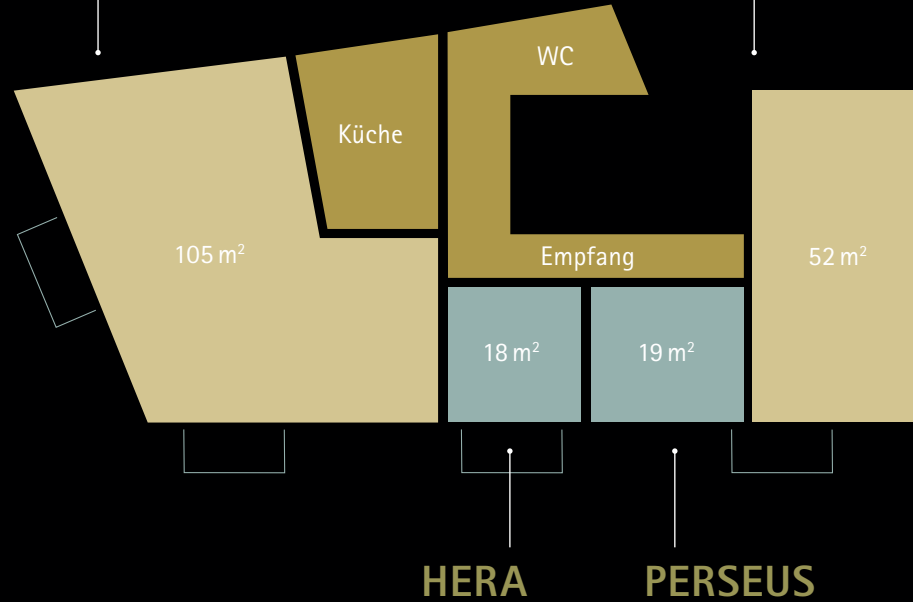 WC
Küche
105 m²
Empfang
52 m²
18 m²
19 m²
HERA
PERSEUS